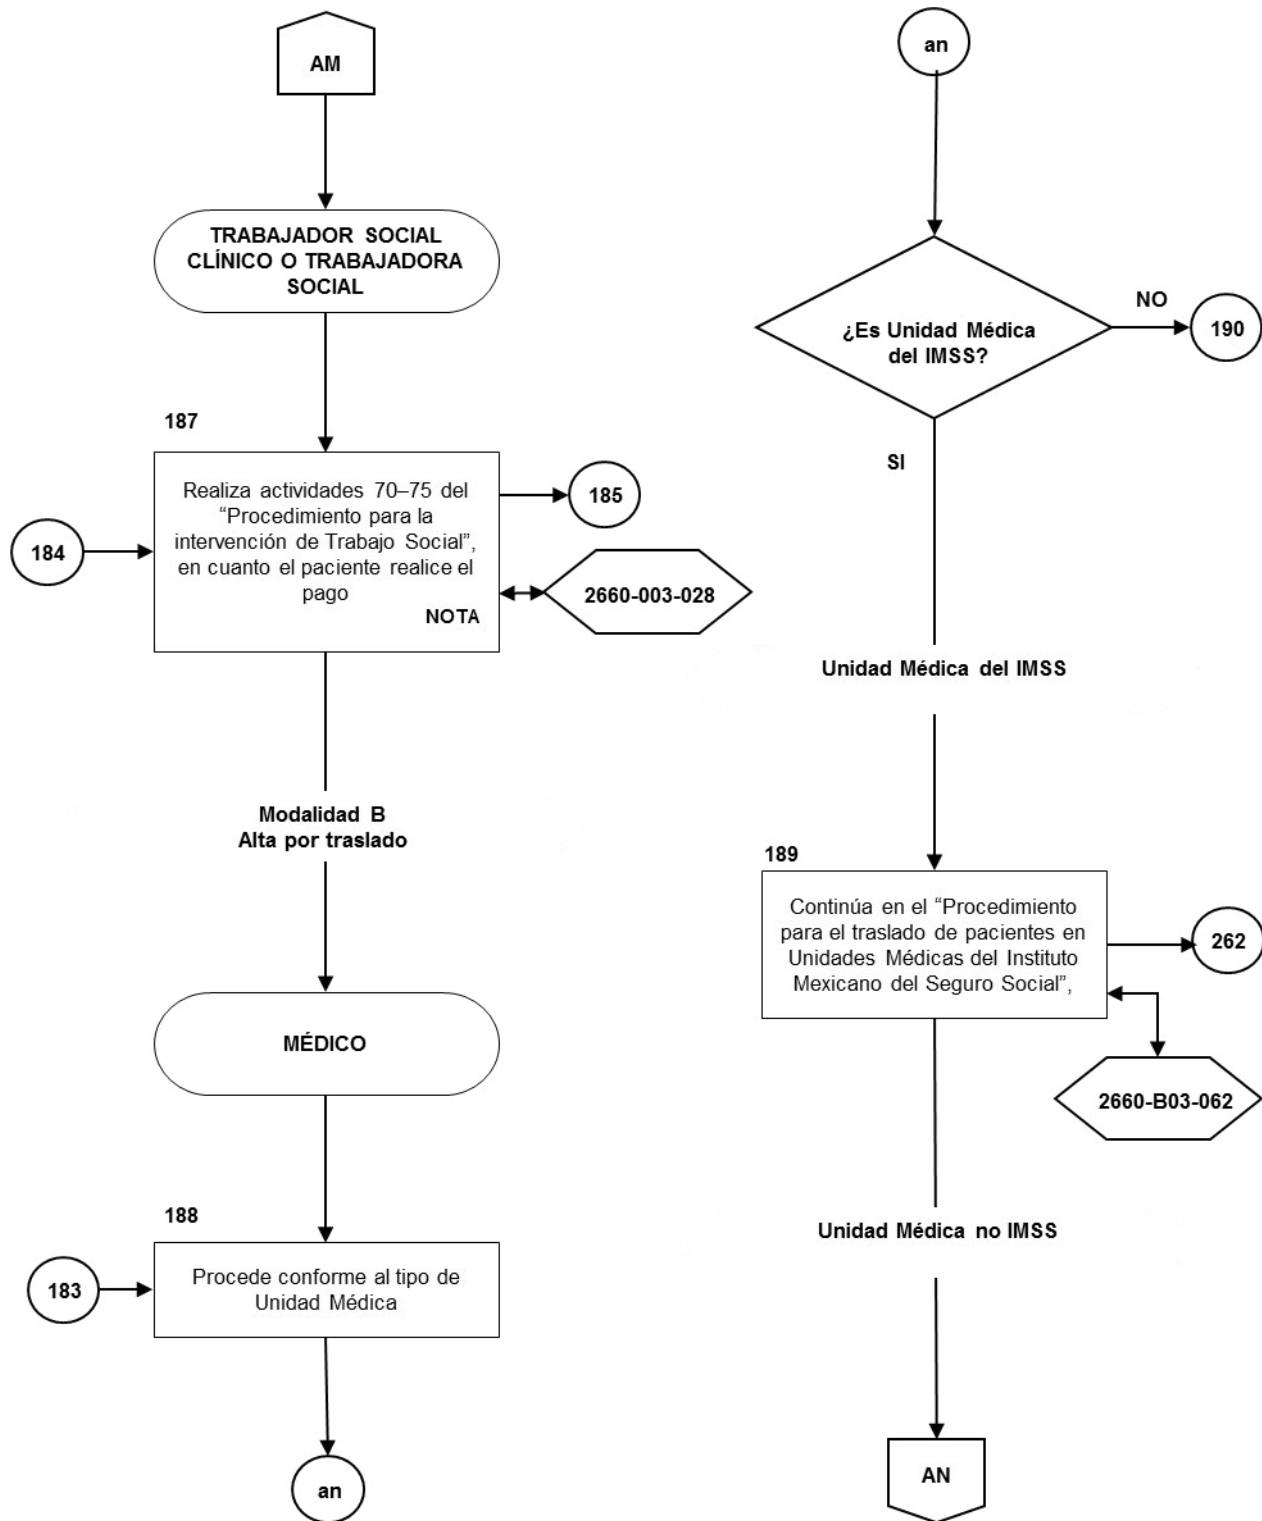 AM
TRABAJADOR SOCIAL
CLÍNICO O TRABAJADORA
SOCIAL
187
Realiza actividades 70–75 del
“Procedimiento para la
intervención de Trabajo Social”,
en cuanto el paciente realice el
pago
NOTA
184
185
2660-003-028
Modalidad B
Alta por traslado
MÉDICO
188
183
Procede conforme al tipo de
Unidad Médica
an
an
¿Es Unidad Médica
del IMSS?
NO
190
SI
Unidad Médica del IMSS
189
Continúa en el “Procedimiento
para el traslado de pacientes en
Unidades Médicas del Instituto
Mexicano del Seguro Social”,
262
2660-B03-062
Unidad Médica no IMSS
AN